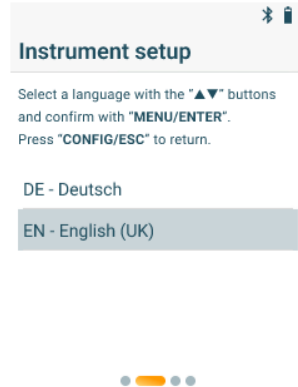 Instrument setup
Select a language with the "▲▼" buttons
and confirm with "MENU/ENTER".
Press "CONFIG/ESC" to return.
DE - Deutsch
EN - English (UK)